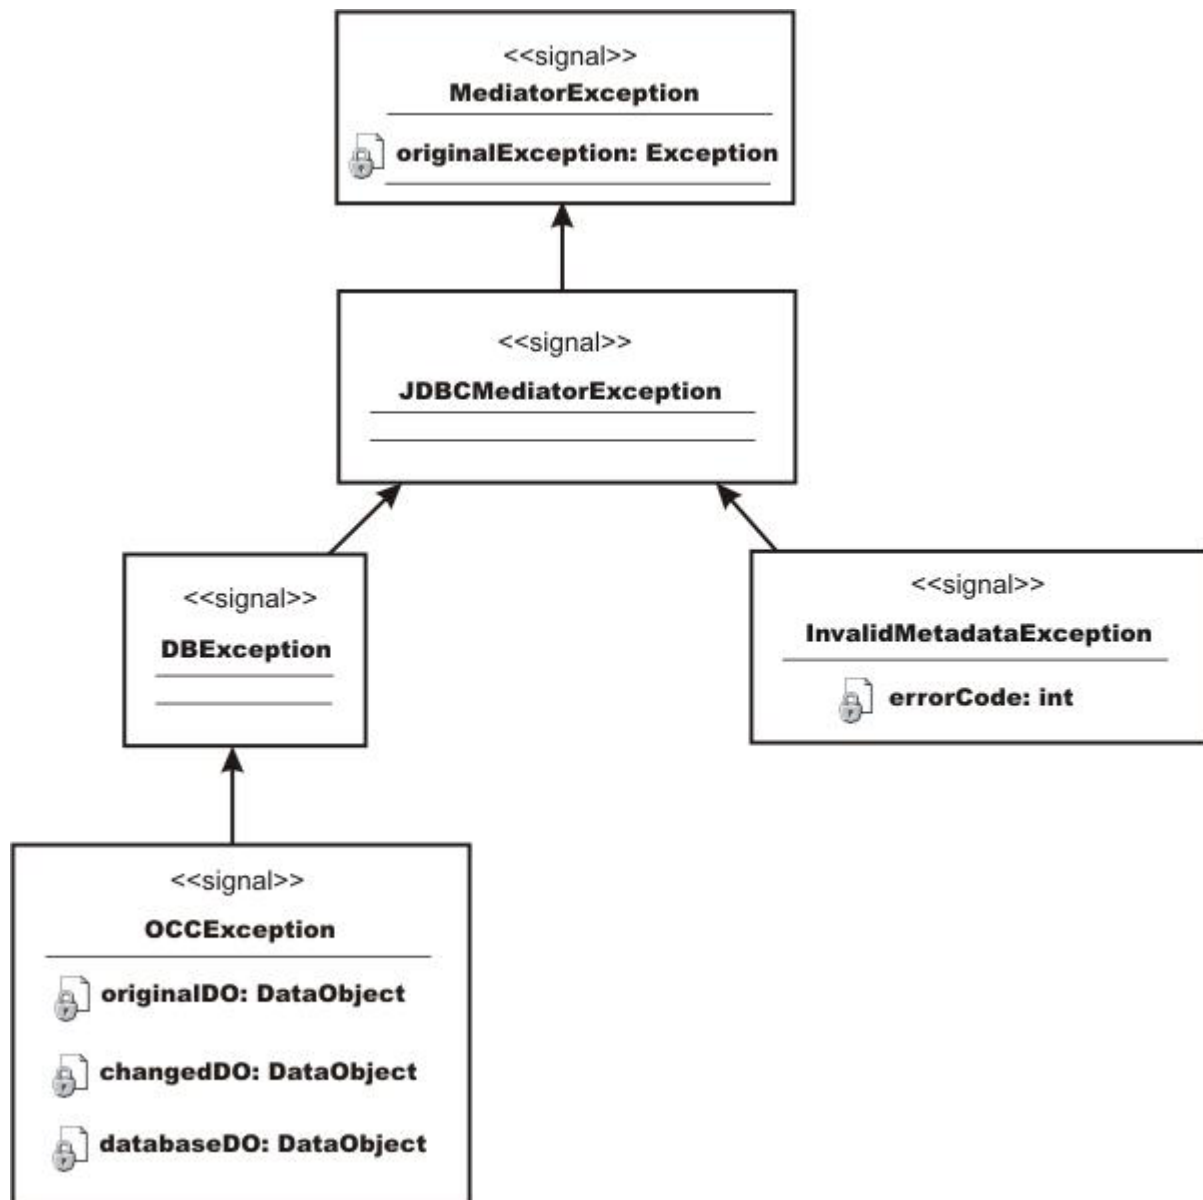 <<signal>>
MediatorException
originalException: Exception
<<signal>>
JDBCMediatorException
<<signal>>
DBException
<<signal>>
InvalidMetadataException
errorCode: int
<<signal>>
OCCException
originalDO: DataObject
changedDO: DataObject
databaseDO: DataObject